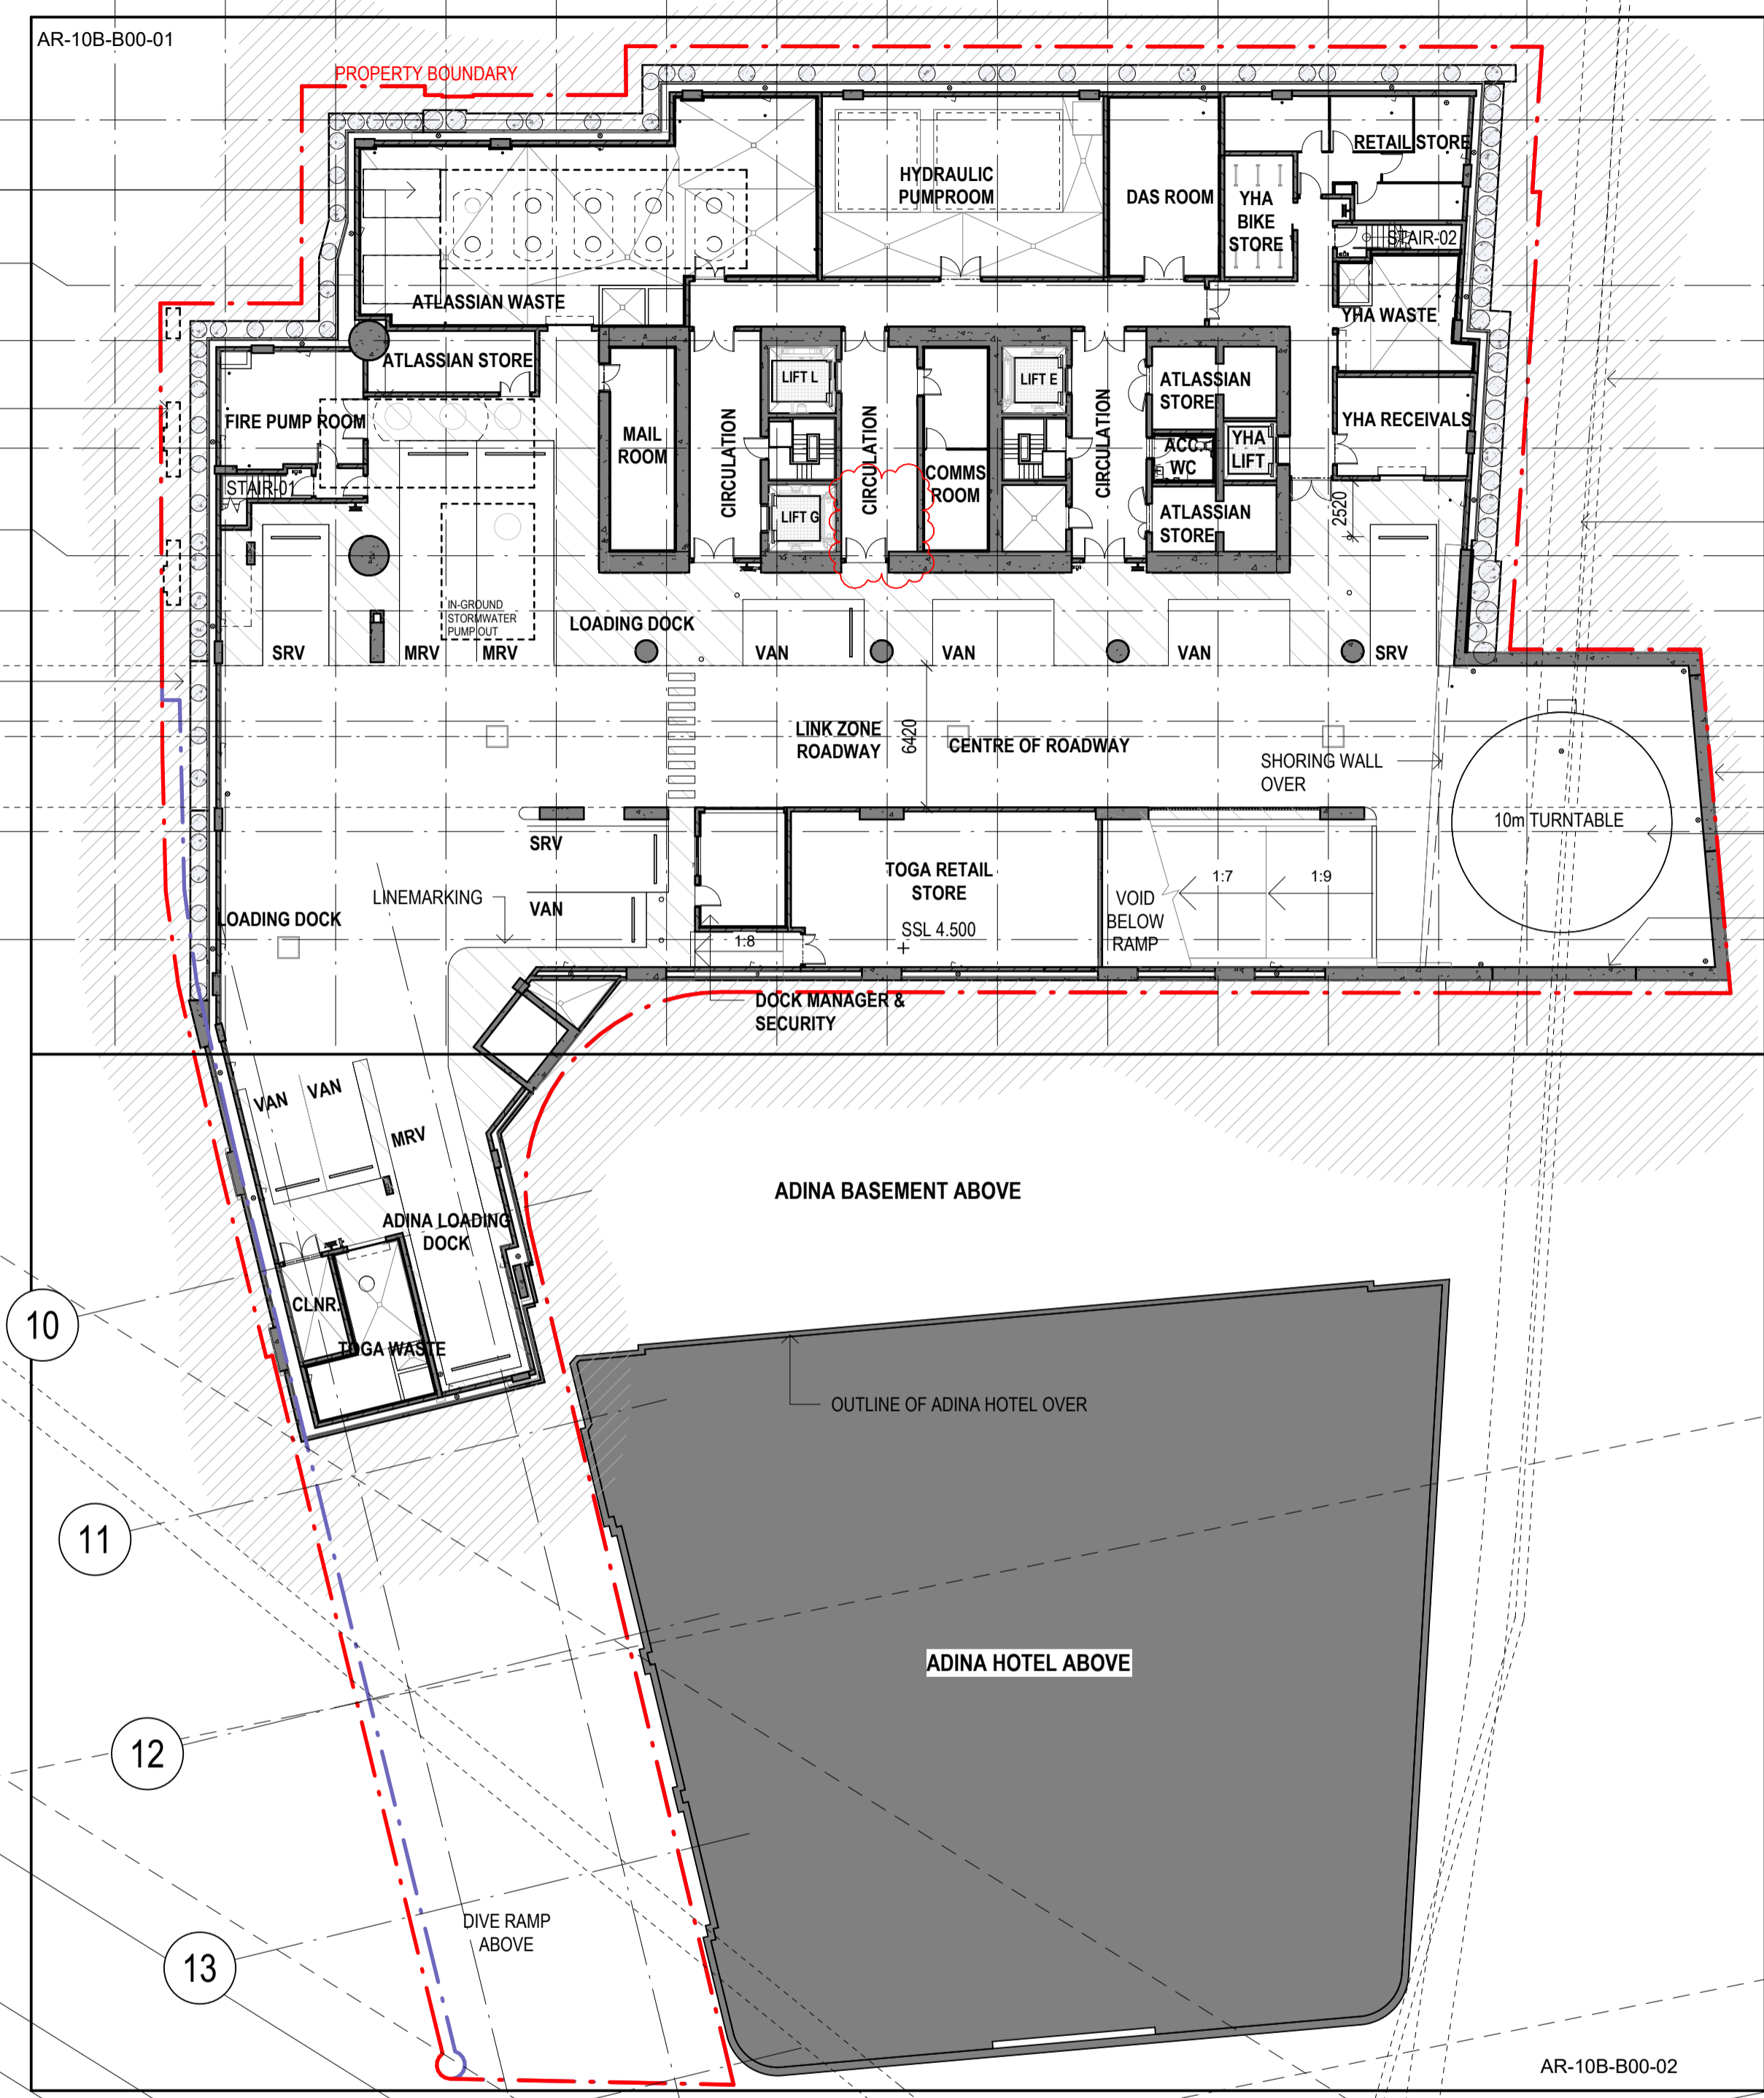 AR-10B-B00-01
PROPERTY BOUNDARY
RETAIL STORE
HYDRAULIC
PUMPROOM
DAS ROOM
YHA
BIKE
STORE
STAIR-02
ATLASSIAN WASTE
YHA WASTE
ATLASSIAN STORE
LIFT L
LIFT E
ATLASSIAN
STORE
FIRE PUMP ROOM
MAIL
ROOM
CIRCULATION
CIRCULATION
CIRCULATION
YHA RECEIVALS
ACC.
WC
YHA
LIFT
COMMS
ROOM
STAIR-01
LIFT G
ATLASSIAN
STORE
2520
IN-GROUND
STORMWATER
PUMP OUT
LOADING DOCK
SRV
MRV
MRV
VAN
VAN
VAN
SRV
LINK ZONE
ROADWAY
6420
CENTRE OF ROADWAY
SHORING WALL
OVER
10m TURNTABLE
SRV
TOGA RETAIL
STORE
SSL 4.500
1:7
1:9
LINEMARKING
VAN
VOID
BELOW
RAMP
LOADING DOCK
1:8
DOCK MANAGER &
SECURITY
VAN
VAN
MRV
ADINA BASEMENT ABOVE
ADINA LOADING
DOCK
CLNR.
TOGA WASTE
10
OUTLINE OF ADINA HOTEL OVER
11
ADINA HOTEL ABOVE
12
DIVE RAMP
ABOVE
13
AR-10B-B00-02